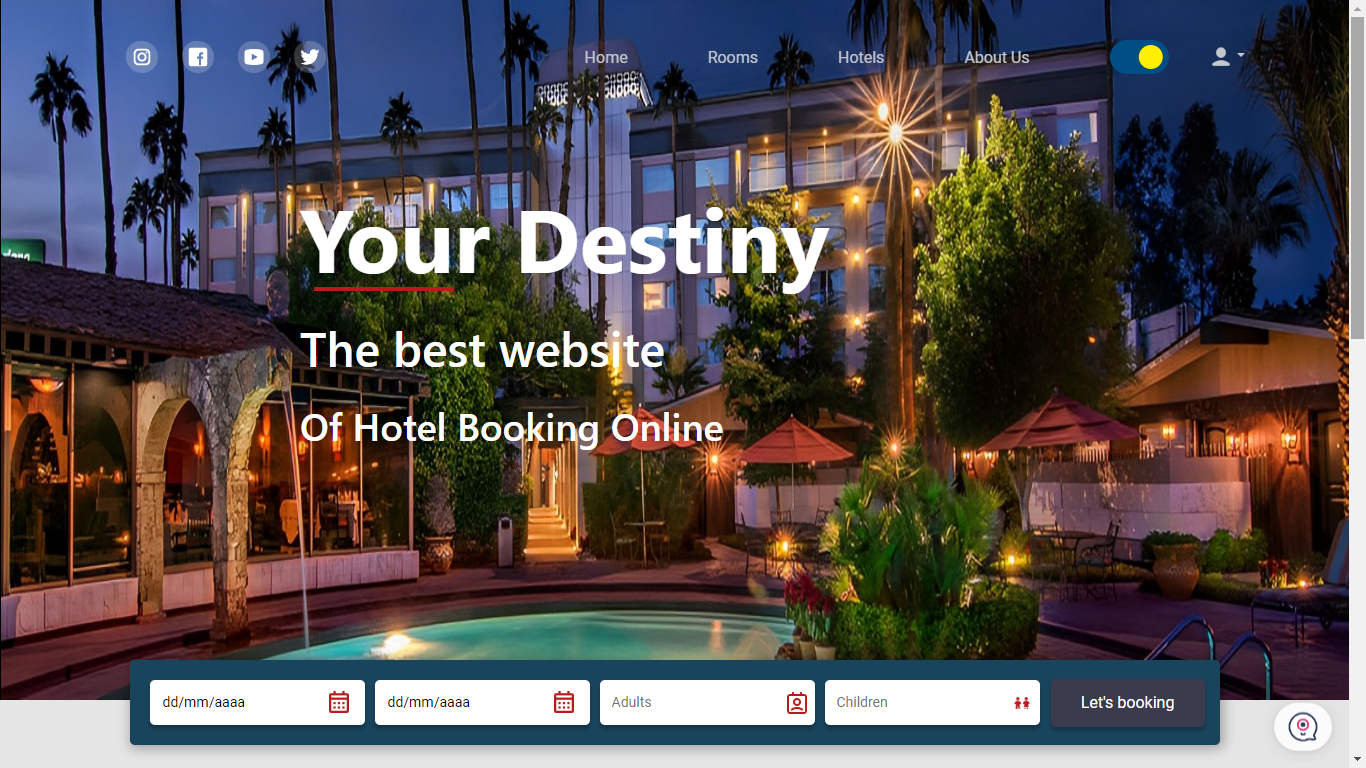 Home Rooms Hotels About Us
Your Destiny
The best website
Of Hotel Booking Online
dd/mm/aaaa dd/mm/aaaa Adults Children Let's booking